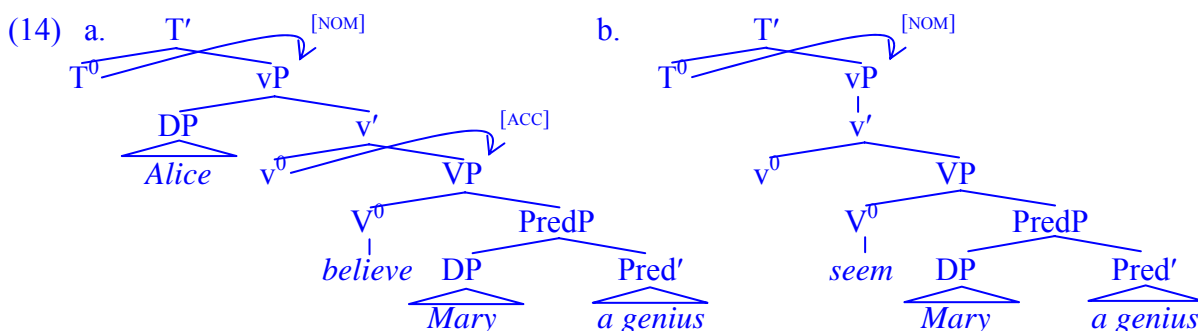 (14) a. T′ [NOM] b. T′ [NOM]
T⁰ vP T⁰ vP
DP v′ [ACC] v′
Alice v⁰ VP v⁰ VP
V⁰ PredP V⁰ PredP
believe DP Pred′ seem DP Pred′
Mary a genius Mary a genius